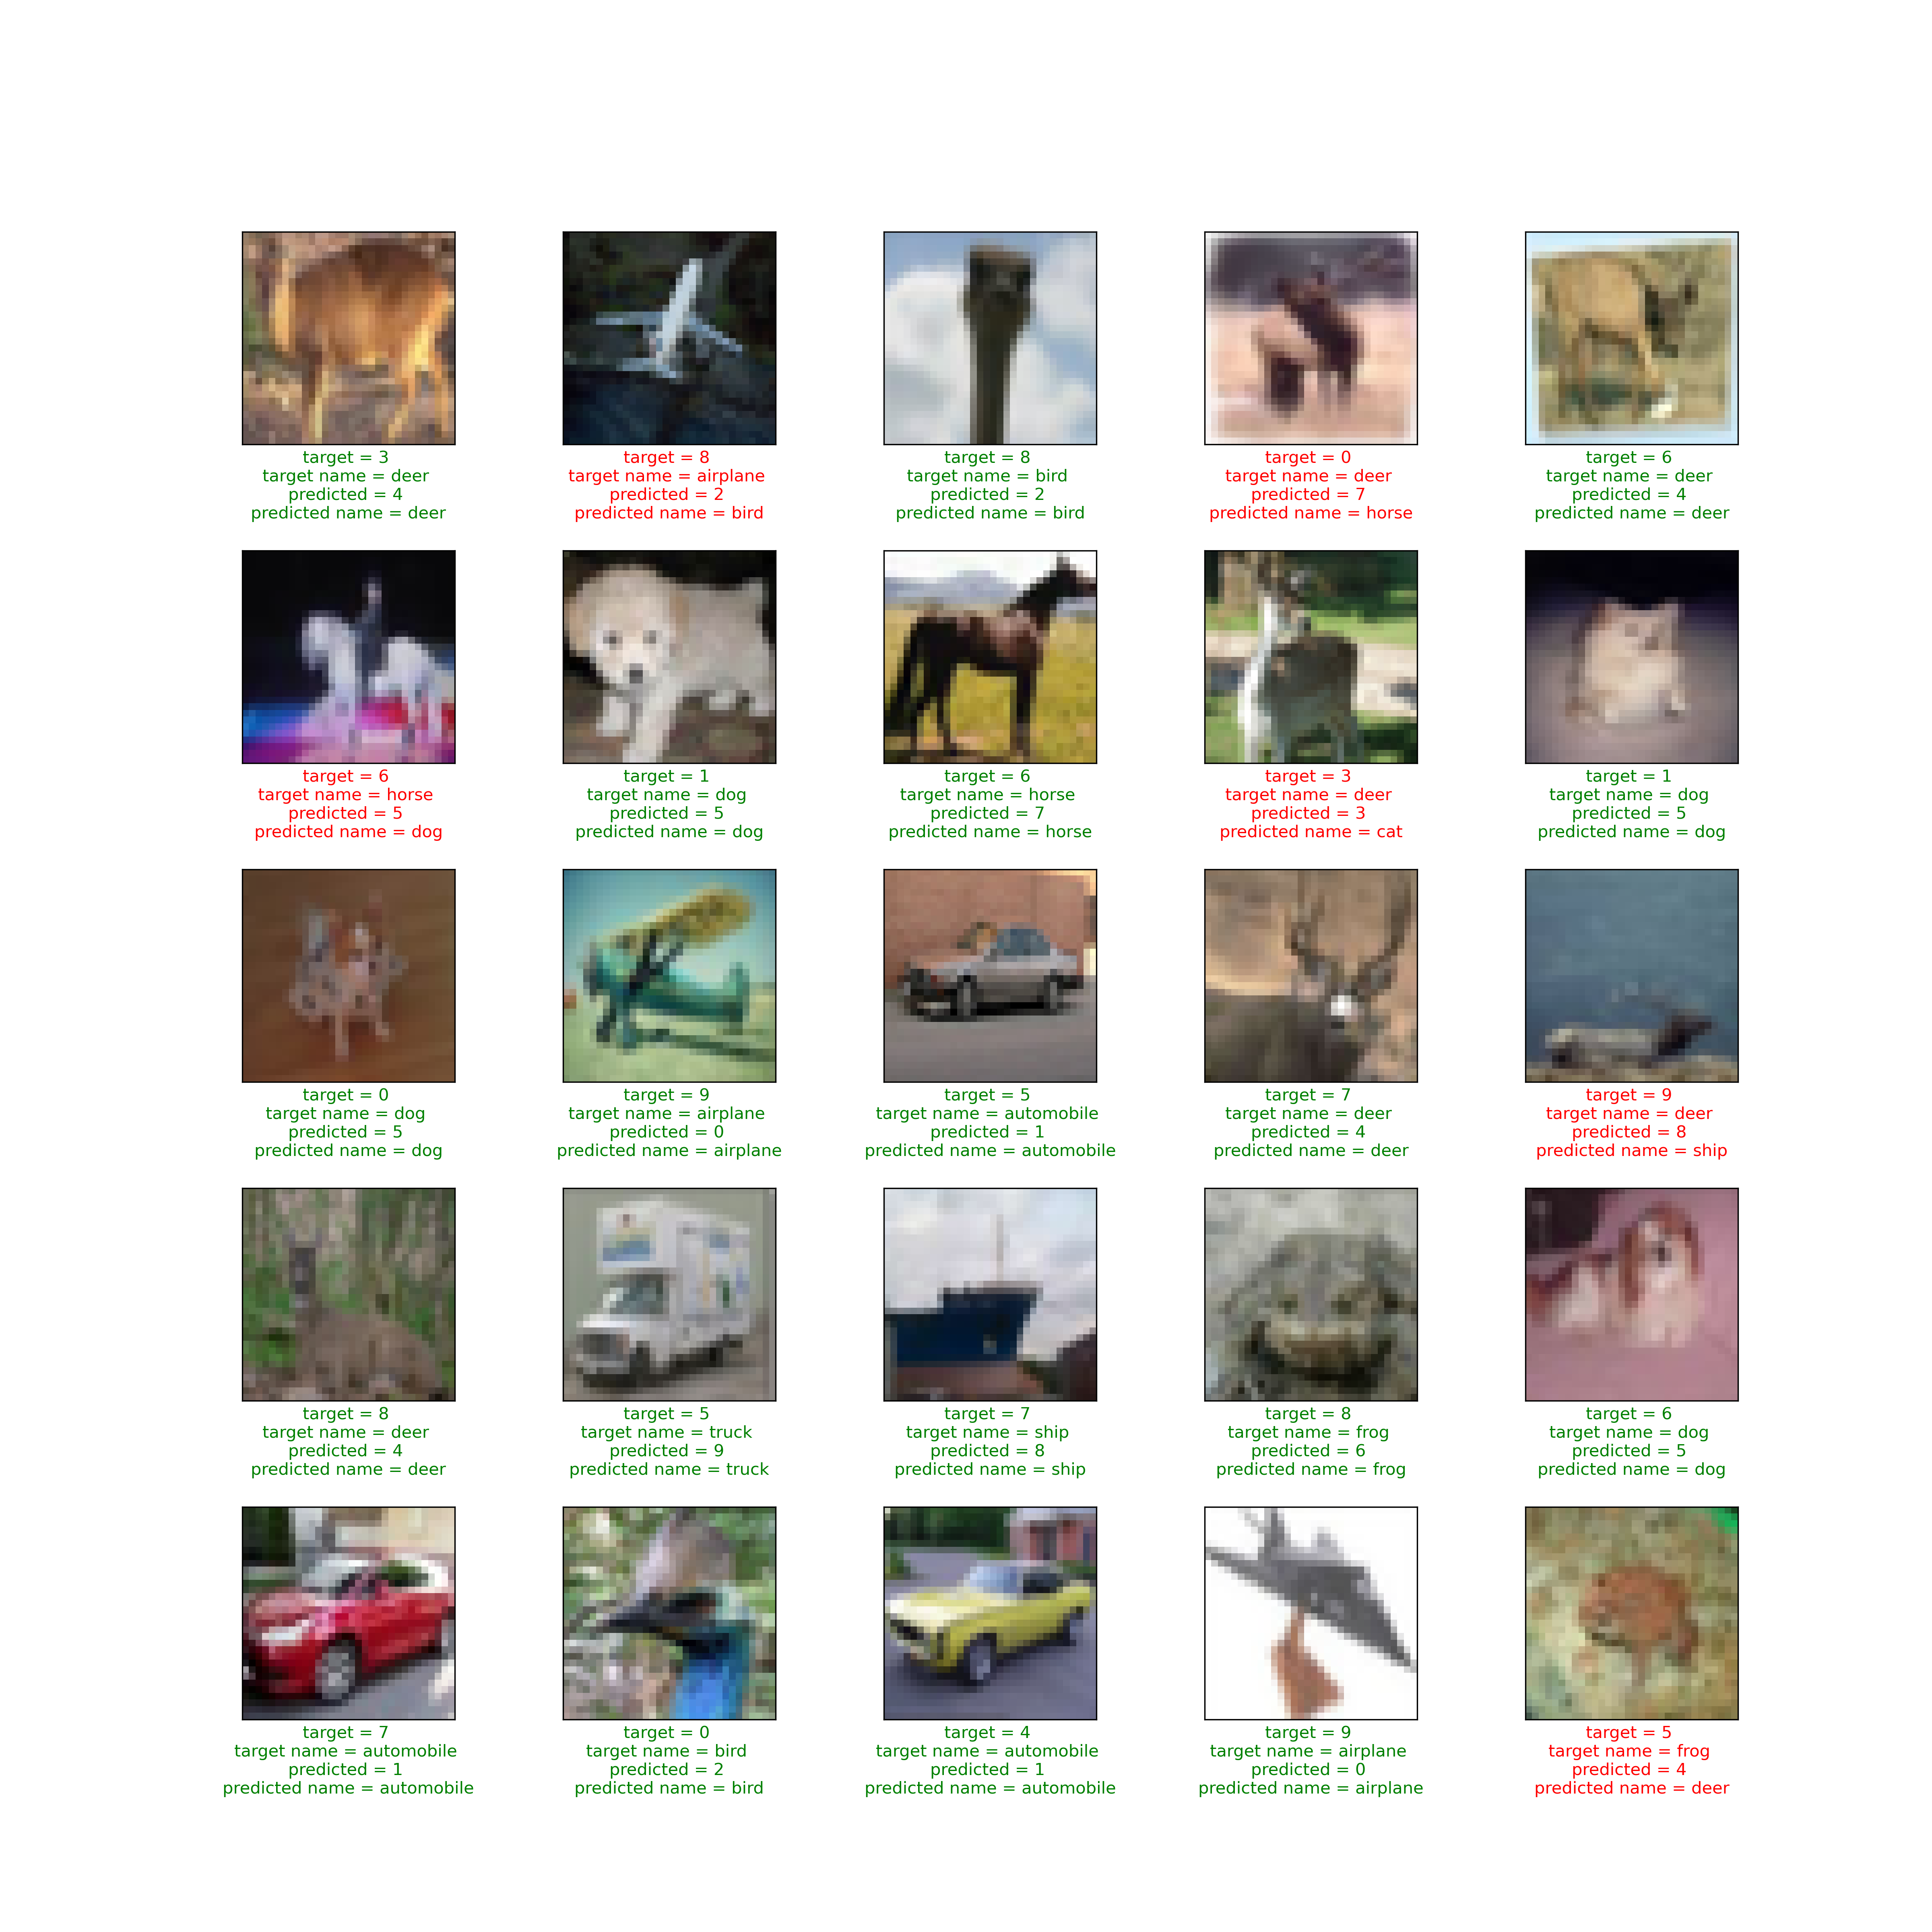 target = 3
target name = deer
predicted = 4
predicted name = deer
target = 8
target name = airplane
predicted = 2
predicted name = bird
target = 8
target name = bird
predicted = 2
predicted name = bird
target = 0
target name = deer
predicted = 7
predicted name = horse
target = 6
target name = deer
predicted = 4
predicted name = deer
target = 6
target name = horse
predicted = 5
predicted name = dog
target = 1
target name = dog
predicted = 5
predicted name = dog
target = 6
target name = horse
predicted = 7
predicted name = horse
target = 3
target name = deer
predicted = 3
predicted name = cat
target = 1
target name = dog
predicted = 5
predicted name = dog
target = 0
target name = dog
predicted = 5
predicted name = dog
target = 9
target name = airplane
predicted = 0
predicted name = airplane
target = 5
target name = automobile
predicted = 1
predicted name = automobile
target = 7
target name = deer
predicted = 4
predicted name = deer
target = 9
target name = deer
predicted = 8
predicted name = ship
target = 8
target name = deer
predicted = 4
predicted name = deer
target = 5
target name = truck
predicted = 9
predicted name = truck
target = 7
target name = ship
predicted = 8
predicted name = ship
target = 8
target name = frog
predicted = 6
predicted name = frog
target = 6
target name = dog
predicted = 5
predicted name = dog
target = 7
target name = automobile
predicted = 1
predicted name = automobile
target = 0
target name = bird
predicted = 2
predicted name = bird
target = 4
target name = automobile
predicted = 1
predicted name = automobile
target = 9
target name = airplane
predicted = 0
predicted name = airplane
target = 5
target name = frog
predicted = 4
predicted name = deer